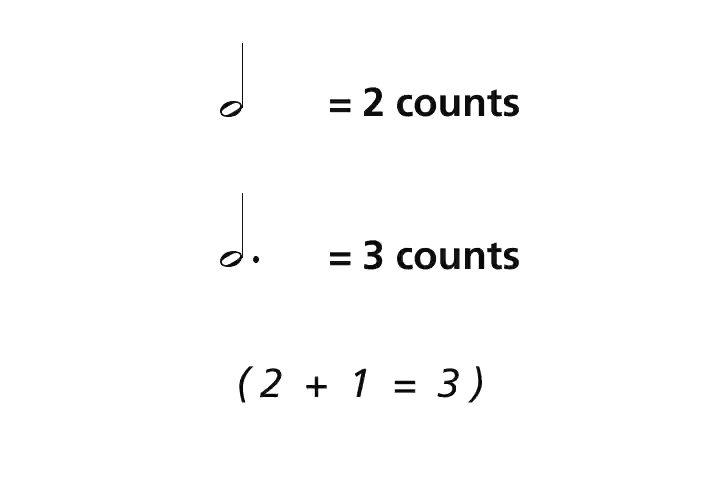 = 2 counts
= 3 counts
( 2 + 1 = 3 )